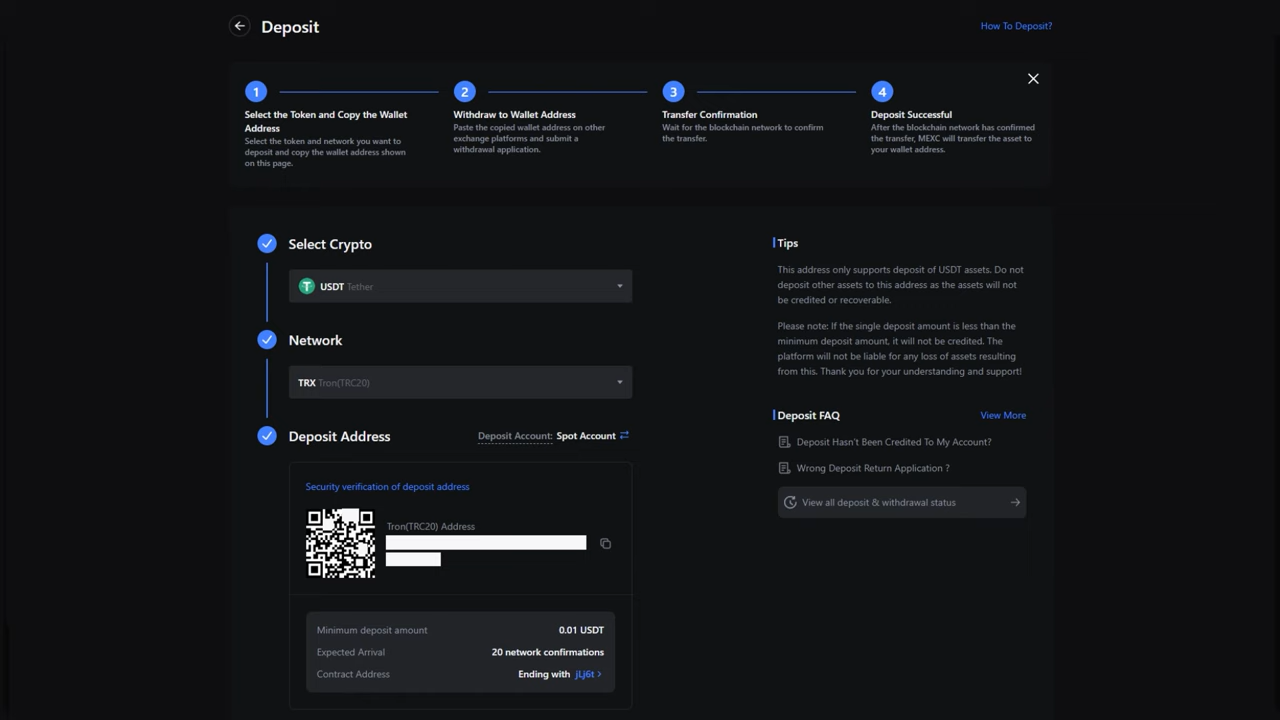 Deposit
How To Deposit?
1
2
3
4
Select the Token and Copy the Wallet
Address
Select the token and network you want to
deposit and copy the wallet address shown
on this page.
Withdraw to Wallet Address
Paste the copied wallet address on other
exchange platforms and submit a
withdrawal application.
Transfer Confirmation
Wait for the blockchain network to confirm
the transfer.
Deposit Successful
After the blockchain network has confirmed
the transfer, MEXC will transfer the asset to
your wallet address.
Select Crypto
USDT Tether
Network
TRX Tron(TRC20)
Deposit Address
Deposit Account: Spot Account
Security verification of deposit address
Tron(TRC20) Address
Minimum deposit amount 0.01 USDT
Expected Arrival 20 network confirmations
Contract Address Ending with jLj6t >
Tips
This address only supports deposit of USDT assets. Do not
deposit other assets to this address as the assets will not
be credited or recoverable.
Please note: If the single deposit amount is less than the
minimum deposit amount, it will not be credited. The
platform will not be liable for any loss of assets resulting
from this. Thank you for your understanding and support!
Deposit FAQ View More
Deposit Hasn't Been Credited To My Account?
Wrong Deposit Return Application ?
View all deposit & withdrawal status